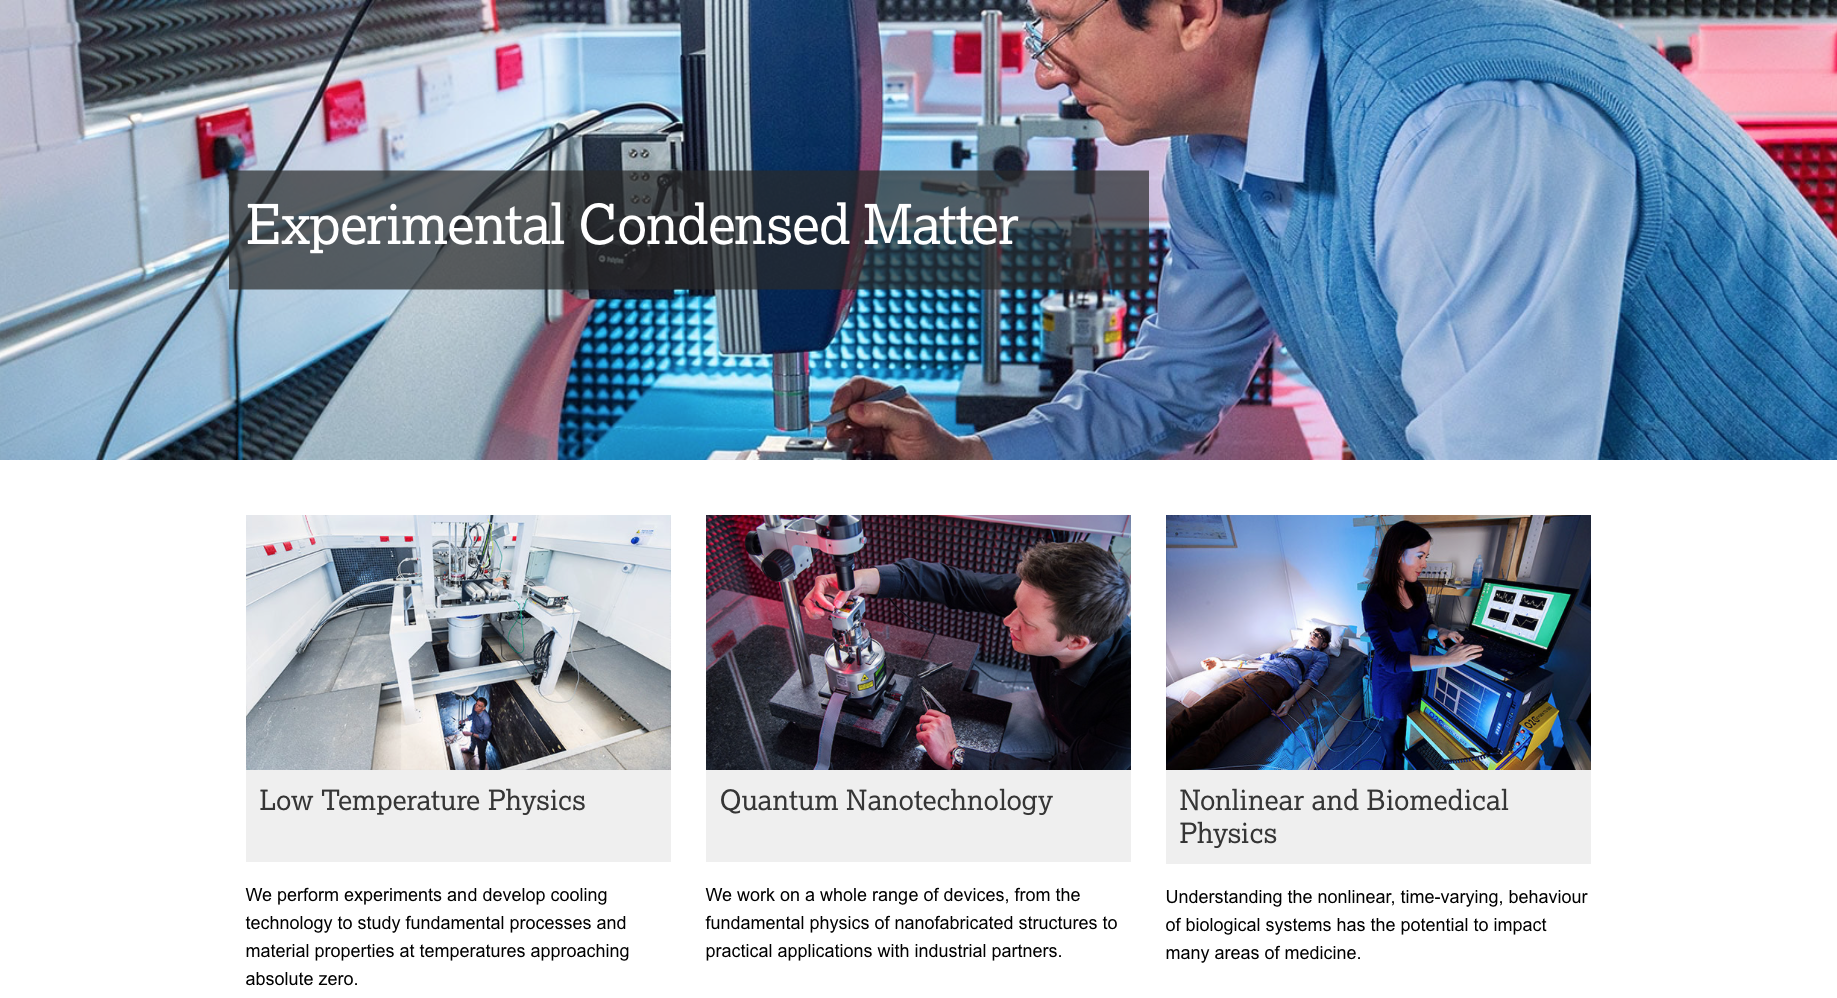 Experimental Condensed Matter
Low Temperature Physics
We perform experiments and develop cooling
technology to study fundamental processes and
material properties at temperatures approaching
absolute zero.
Quantum Nanotechnology
We work on a whole range of devices, from the
fundamental physics of nanofabricated structures to
practical applications with industrial partners.
Nonlinear and Biomedical
Physics
Understanding the nonlinear, time-varying, behaviour
of biological systems has the potential to impact
many areas of medicine.